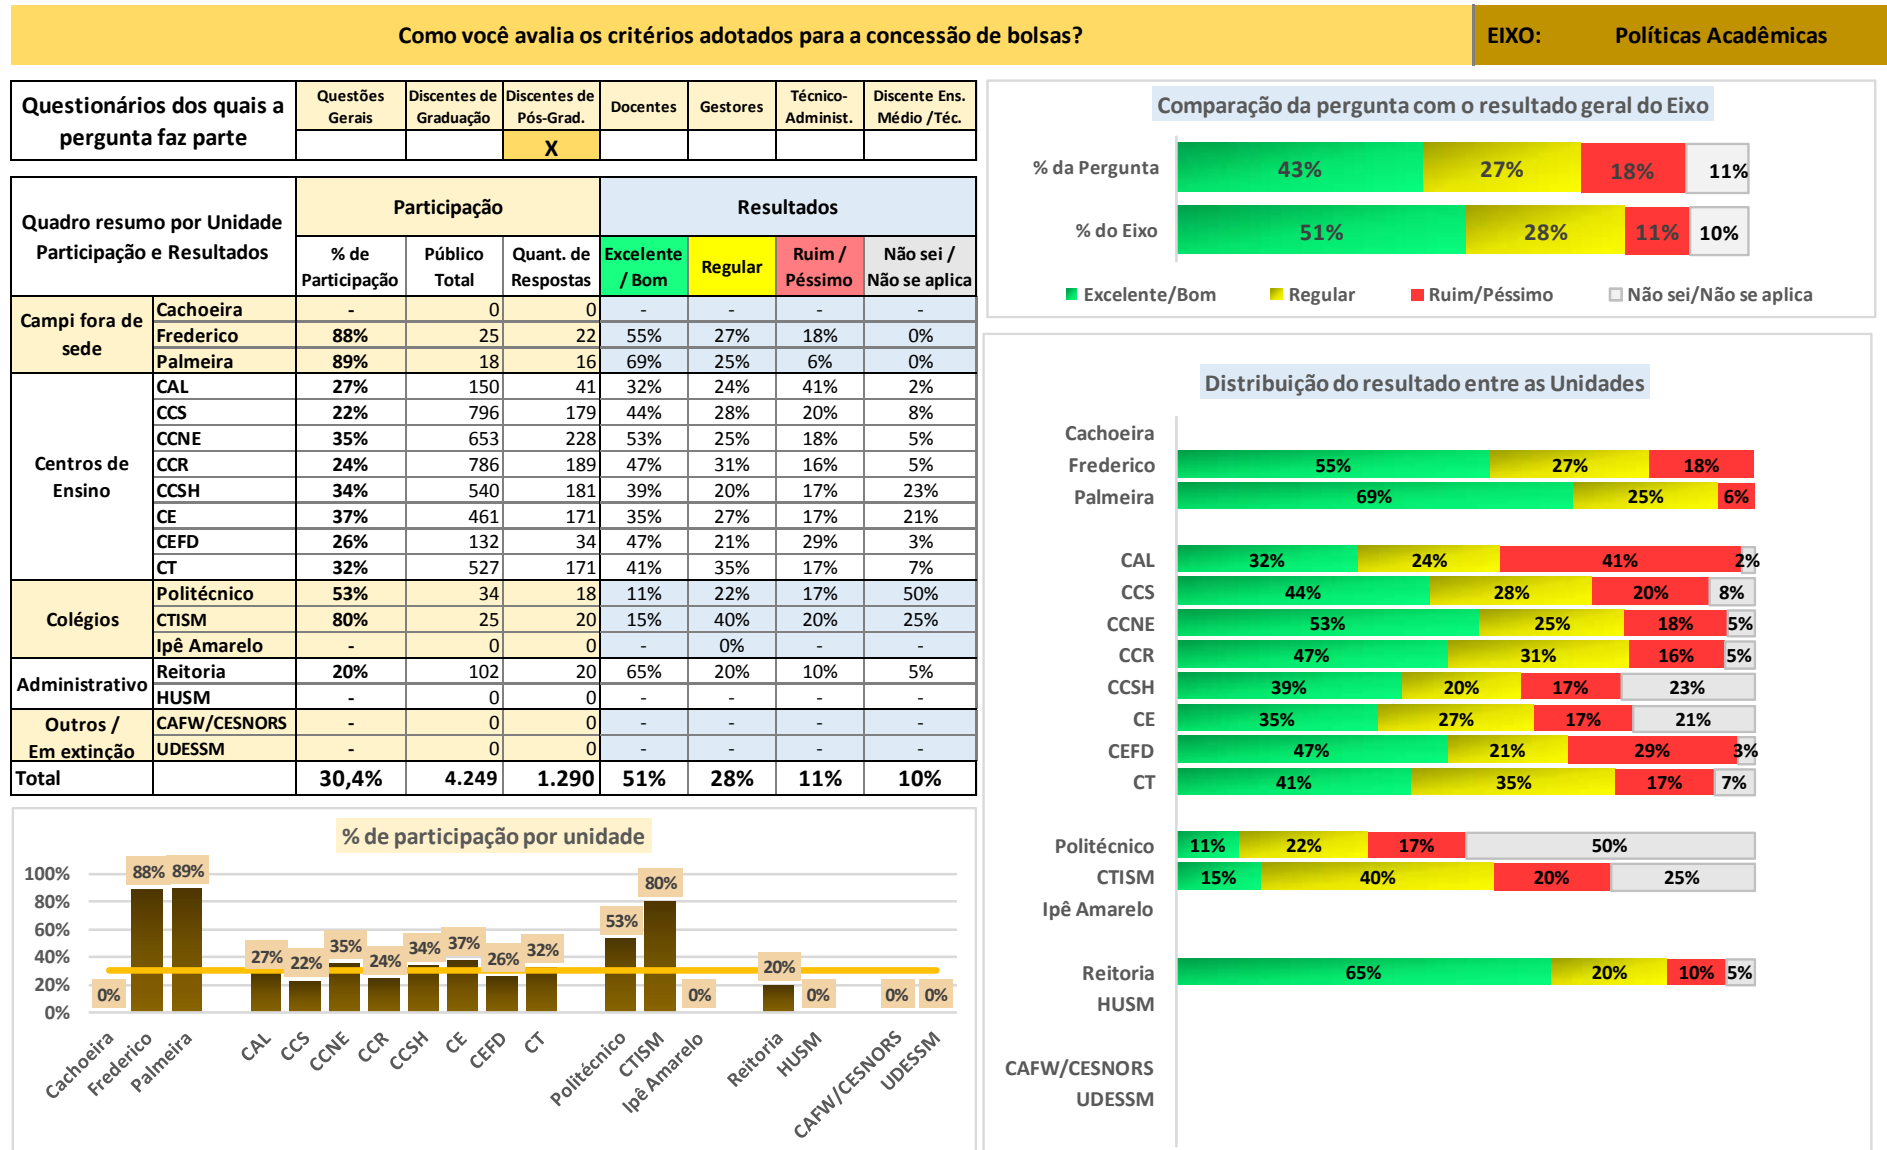 Como você avalia os critérios adotados para a concessão de bolsas?
EIXO: Políticas Acadêmicas
Questionários dos quais a
pergunta faz parte
Questões
Gerais
Discentes de
Graduação
Discentes de
Pós-Grad.
Docentes
Gestores
Técnico-
Administ.
Discente Ens.
Médio /Téc.
X
Quadro resumo por Unidade
Participação e Resultados
Participação
Resultados
% de
Participação
Público
Total
Quant. de
Respostas
Excelente
/ Bom
Regular
Ruim /
Péssimo
Não sei /
Não se aplica
Campi fora de
sede
Cachoeira - 0 0 - - - -
Frederico 88% 25 22 55% 27% 18% 0%
Palmeira 89% 18 16 69% 25% 6% 0%
Centros de
Ensino
CAL 27% 150 41 32% 24% 41% 2%
CCS 22% 796 179 44% 28% 20% 8%
CCNE 35% 653 228 53% 25% 18% 5%
CCR 24% 786 189 47% 31% 16% 5%
CCSH 34% 540 181 39% 20% 17% 23%
CE 37% 461 171 35% 27% 17% 21%
CEFD 26% 132 34 47% 21% 29% 3%
CT 32% 527 171 41% 35% 17% 7%
Colégios
Politécnico 53% 34 18 11% 22% 17% 50%
CTISM 80% 25 20 15% 40% 20% 25%
Ipê Amarelo - 0 0 - 0% - -
Administrativo
Reitoria 20% 102 20 65% 20% 10% 5%
HUSM - 0 0 - - - -
Outros /
Em extinção
CAFW/CESNORS - 0 0 - - - -
UDESSM - 0 0 - - - -
Total 30,4% 4.249 1.290 51% 28% 11% 10%
% de participação por unidade
100%
80%
60%
40%
20%
0%
0% 88% 89% 27% 22% 35% 24% 34% 37% 26% 32% 53% 80% 0% 20% 0% 0% 0%
Cachoeira
Frederico
Palmeira
CAL
CCS
CCNE
CCR
CCSH
CE
CEFD
CT
Politécnico
CTISM
Ipê Amarelo
Reitoria
HUSM
CAFW/CESNORS
UDESSM
Comparação da pergunta com o resultado geral do Eixo
% da Pergunta 43% 27% 18% 11%
% do Eixo 51% 28% 11% 10%
Excelente/Bom Regular Ruim/Péssimo Não sei/Não se aplica
Distribuição do resultado entre as Unidades
Cachoeira
Frederico 55% 27% 18%
Palmeira 69% 25% 6%
CAL 32% 24% 41% 2%
CCS 44% 28% 20% 8%
CCNE 53% 25% 18% 5%
CCR 47% 31% 16% 5%
CCSH 39% 20% 17% 23%
CE 35% 27% 17% 21%
CEFD 47% 21% 29% 3%
CT 41% 35% 17% 7%
Politécnico 11% 22% 17% 50%
CTISM 15% 40% 20% 25%
Ipê Amarelo
Reitoria 65% 20% 10% 5%
HUSM
CAFW/CESNORS
UDESSM